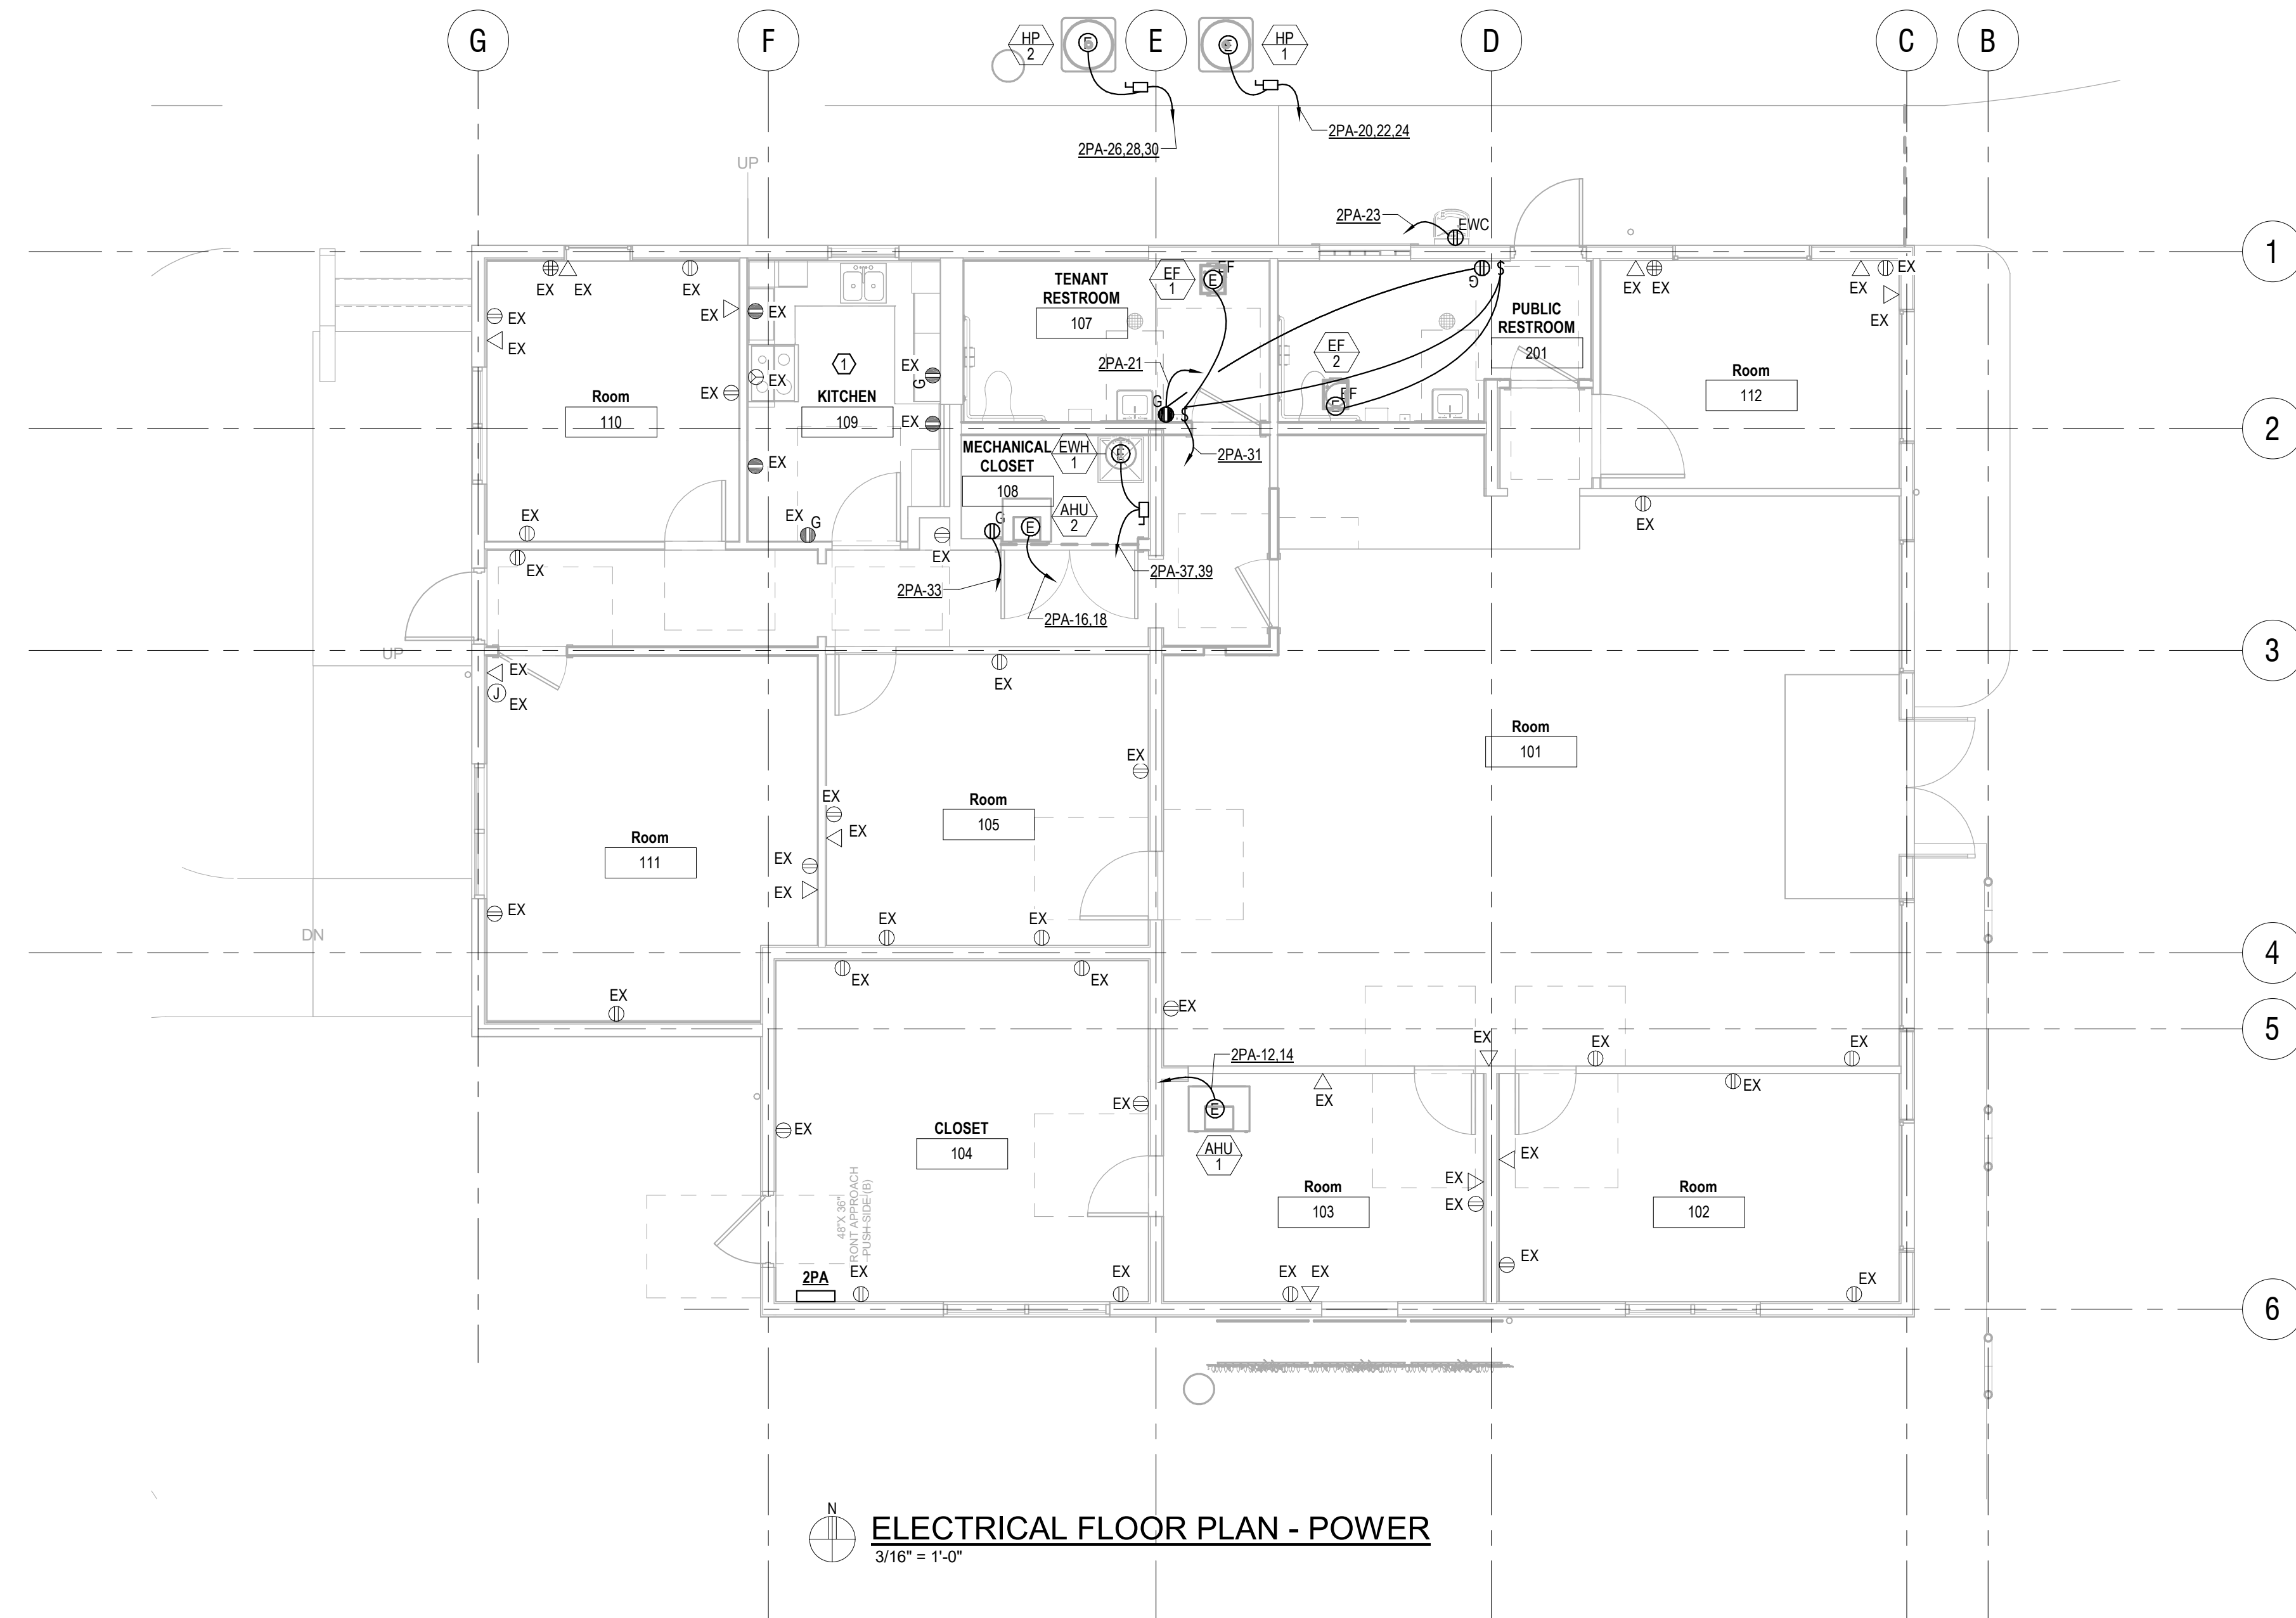 G
F
HP
2
E
HP
1
D
C
B
2PA-26,28,30
2PA-20,22,24
UP
2PA-23
EWC
1
EX
EX
EX
EX
EX
EX
EX
EX
Room
110
EX
EX
1
KITCHEN
109
EX
G
EX
EX
EX
G
EX
TENANT
RESTROOM
107
EF
1
E
EF
2PA-21
G
$
G
$
PUBLIC
RESTROOM
201
EF
2
E
EF
EX
EX
EX
EX
EX
Room
112
2
MECHANICAL
CLOSET
108
EWH
1
E
2PA-31
AHU
2
G
E
EX
EX
2PA-33
2PA-37,39
2PA-16,18
EX
UP
3
EX
J
EX
EX
Room
101
EX
EX
Room
105
EX
Room
111
EX
EX
EX
EX
EX
DN
4
EX
EX
EX
EX
5
EX
EX
EX
2PA-12,14
E
AHU
1
EX
EX
EX
EX
CLOSET
104
EX
EX
EX
Room
103
Room
102
EX
48"X 36"
FRONT APPROACH
PUSH SIDE (B)
2PA
EX
EX
EX
EX
EX
6
N
ELECTRICAL FLOOR PLAN - POWER
3/16" = 1'-0"